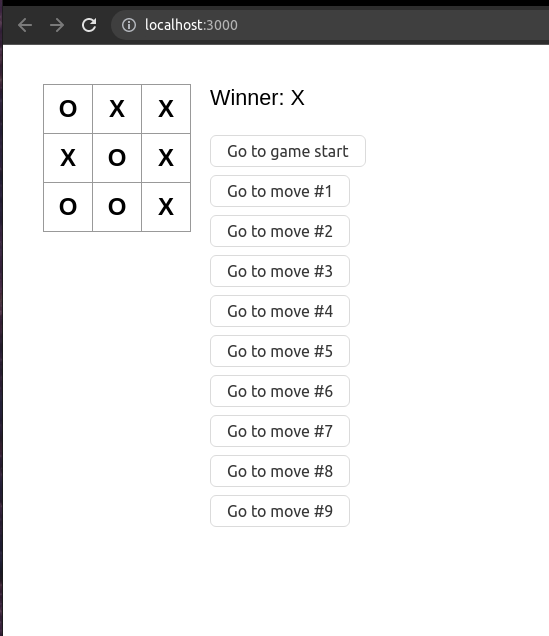 localhost:3000
O X X
X O X
O O X
Winner: X
Go to game start
Go to move #1
Go to move #2
Go to move #3
Go to move #4
Go to move #5
Go to move #6
Go to move #7
Go to move #8
Go to move #9